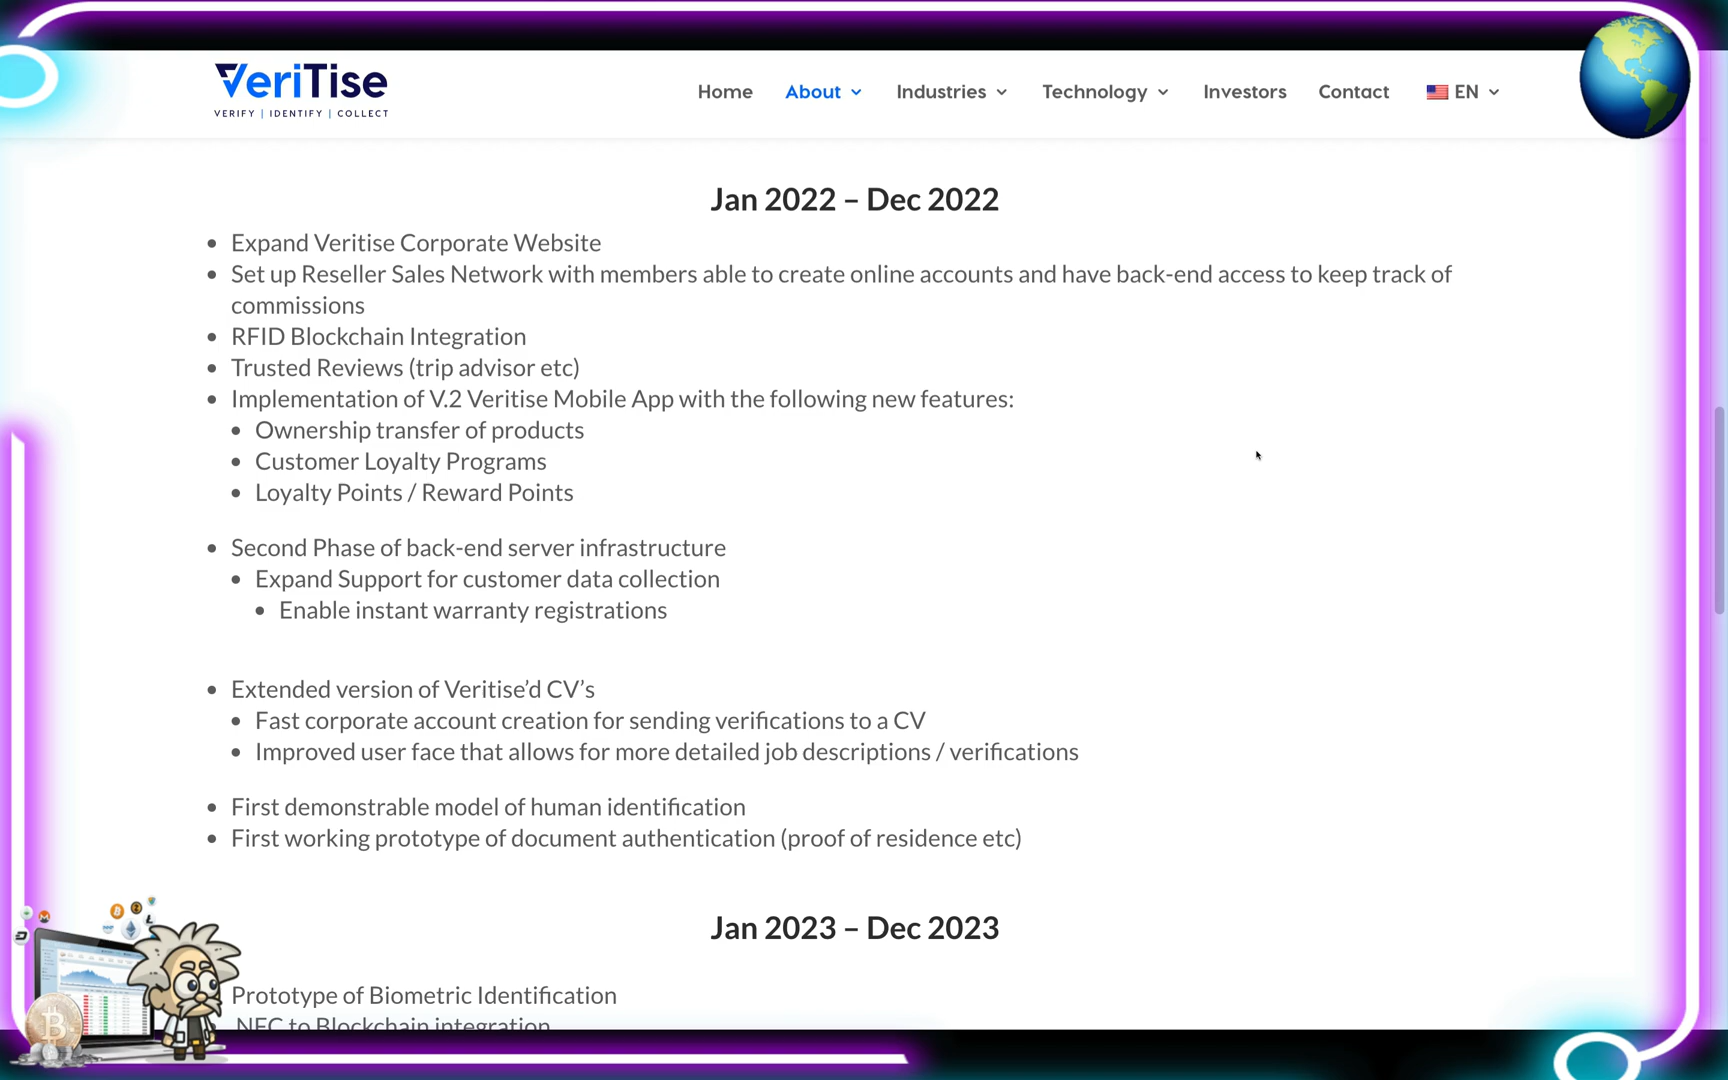 VeriTise
VERIFY | IDENTIFY | COLLECT
Home
About
Industries
Technology
Investors
Contact
EN
Jan 2022 – Dec 2022
Expand Veritise Corporate Website
Set up Reseller Sales Network with members able to create online accounts and have back-end access to keep track of
commissions
RFID Blockchain Integration
Trusted Reviews (trip advisor etc)
Implementation of V.2 Veritise Mobile App with the following new features:
Ownership transfer of products
Customer Loyalty Programs
Loyalty Points / Reward Points
Second Phase of back-end server infrastructure
Expand Support for customer data collection
Enable instant warranty registrations
Extended version of Veritise’d CV’s
Fast corporate account creation for sending verifications to a CV
Improved user face that allows for more detailed job descriptions / verifications
First demonstrable model of human identification
First working prototype of document authentication (proof of residence etc)
Jan 2023 – Dec 2023
Prototype of Biometric Identification
NFC to Blockchain integration